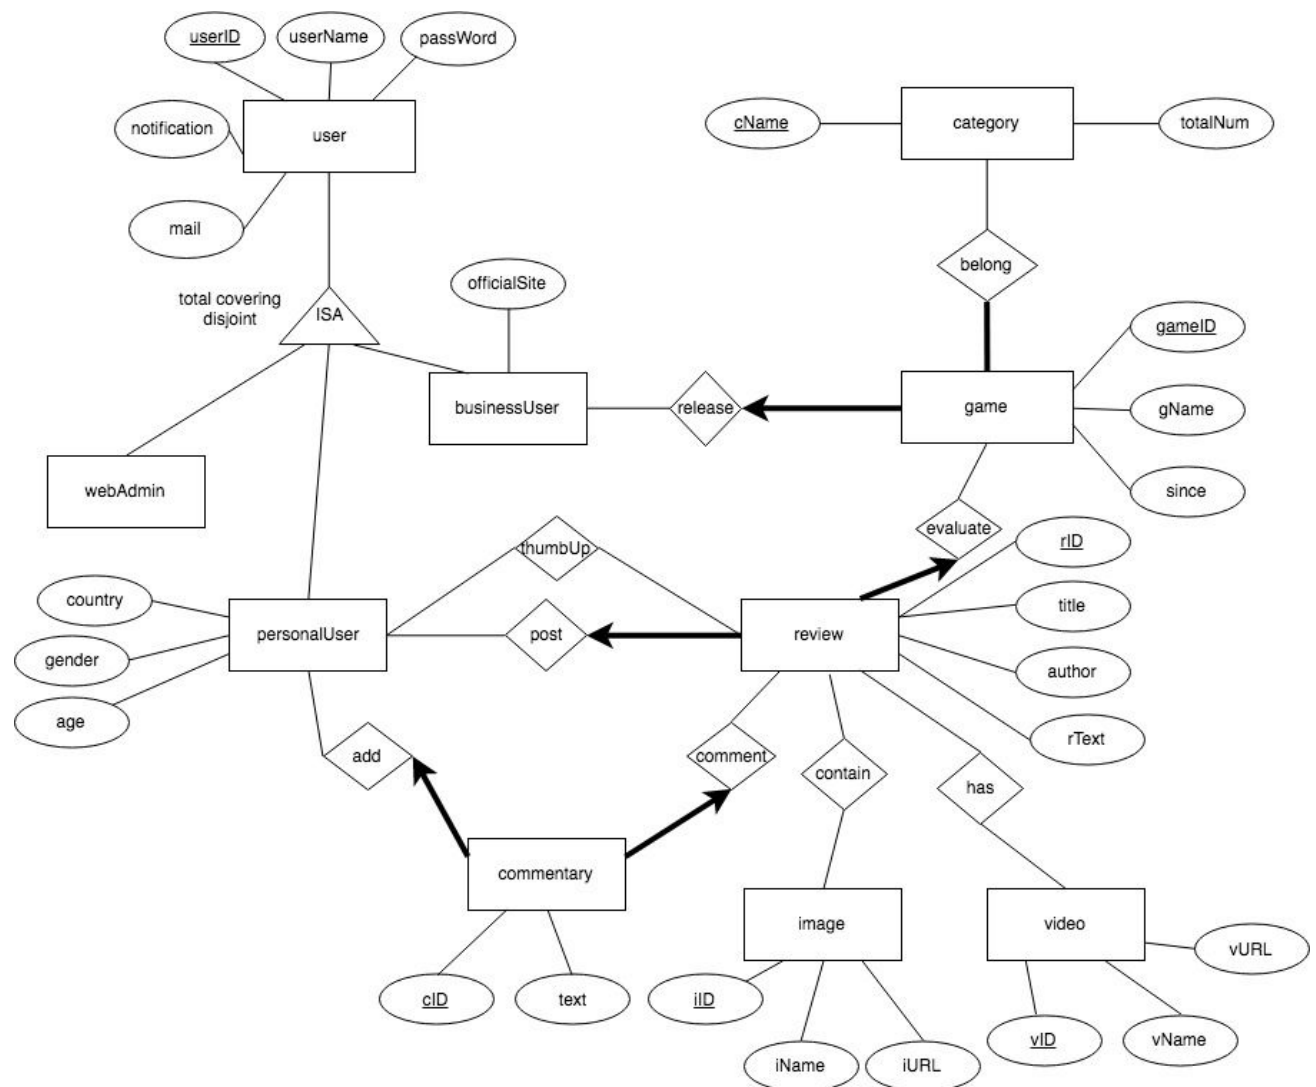 userID
userName
passWord
notification
user
mail
cName
category
totalNum
belong
total covering
disjoint
ISA
officialSite
businessUser
release
game
gameID
gName
since
webAdmin
evaluate
thumbUp
rID
country
gender
age
personalUser
post
review
title
author
rText
add
comment
contain
has
commentary
image
video
vURL
cID
text
iID
iName
iURL
vID
vName